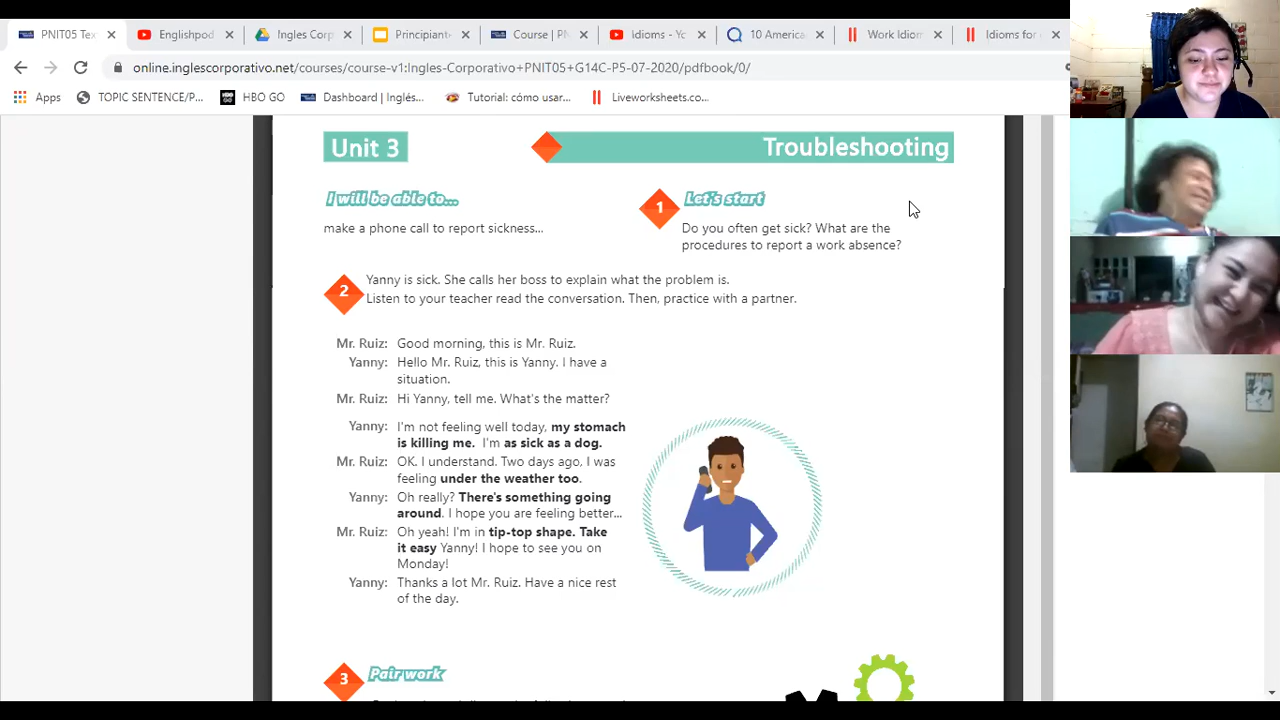 PNIT05 Tex
Englishpod
Ingles Corp
Principiant
Course | PN
Idioms - Yo
10 America
Work Idiom
Idioms for
online.inglescorporativo.net/courses/course-v1:Ingles-Corporativo+PNIT05+G14C-P5-07-2020/pdfbook/0/
Apps
TOPIC SENTENCE/P...
HBO GO
Dashboard | Inglés...
Tutorial: cómo usar...
Liveworksheets.co...
Unit 3
Troubleshooting
I will be able to...
make a phone call to report sickness...
1
Let's start
Do you often get sick? What are the
procedures to report a work absence?
2
Yanny is sick. She calls her boss to explain what the problem is.
Listen to your teacher read the conversation. Then, practice with a partner.
Mr. Ruiz: Good morning, this is Mr. Ruiz.
Yanny: Hello Mr. Ruiz, this is Yanny. I have a
situation.
Mr. Ruiz: Hi Yanny, tell me. What's the matter?
Yanny: I'm not feeling well today, my stomach
is killing me. I'm as sick as a dog.
Mr. Ruiz: OK. I understand. Two days ago, I was
feeling under the weather too.
Yanny: Oh really? There's something going
around. I hope you are feeling better...
Mr. Ruiz: Oh yeah! I'm in tip-top shape. Take
it easy Yanny! I hope to see you on
Monday!
Yanny: Thanks a lot Mr. Ruiz. Have a nice rest
of the day.
3
Pair work